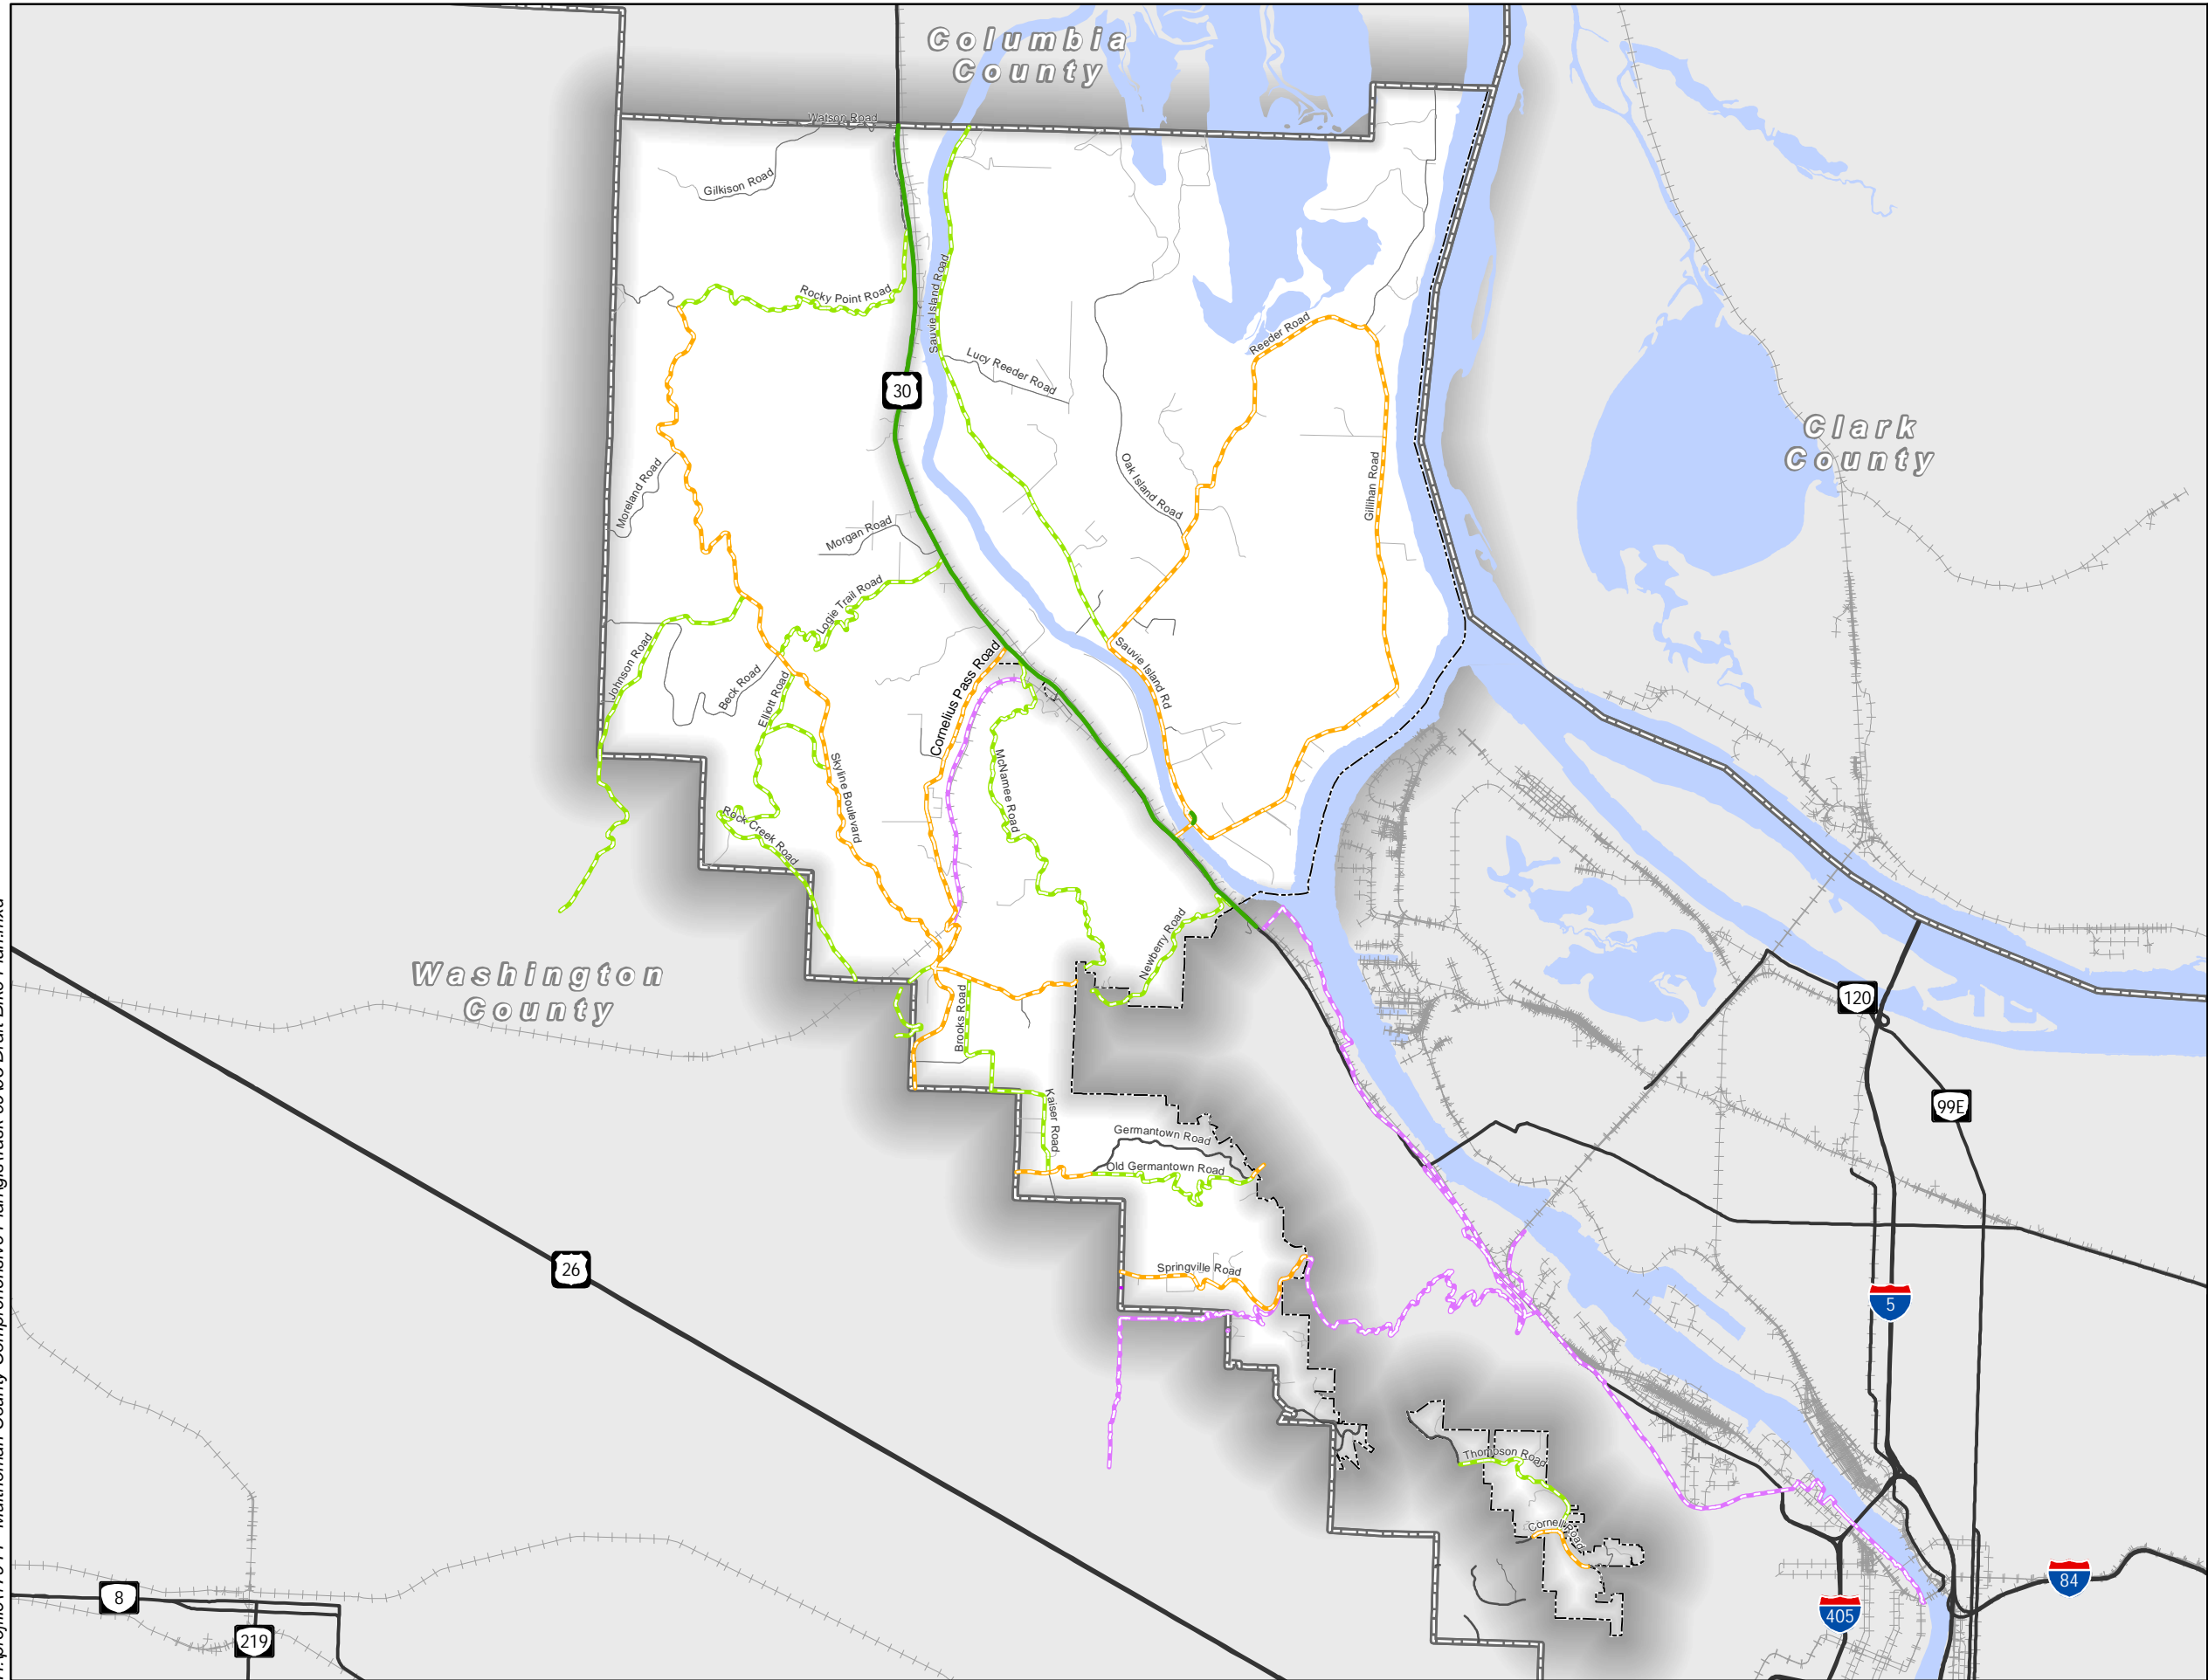 Columbia
County
Watson Road
Gilkison Road
Rocky Point Road
Sauvie Island Road
Reeder Road
Lucy Reeder Road
30
Clark
County
Moreland Road
Oak Island Road
Gillihan Road
Morgan Road
Logie Trail Road
Johnson Road
Beck Road
Elliott Road
Cornelius Pass Road
Sauvie Island Rd
Skyline Boulevard
McNamee Road
Rock Creek Road
Newberry Road
Washington
County
Brooks Road
120
99E
Kaiser Road
Germantown Road
Old Germantown Road
26
Springville Road
5
Thompson Road
Cornell Road
8
84
405
219